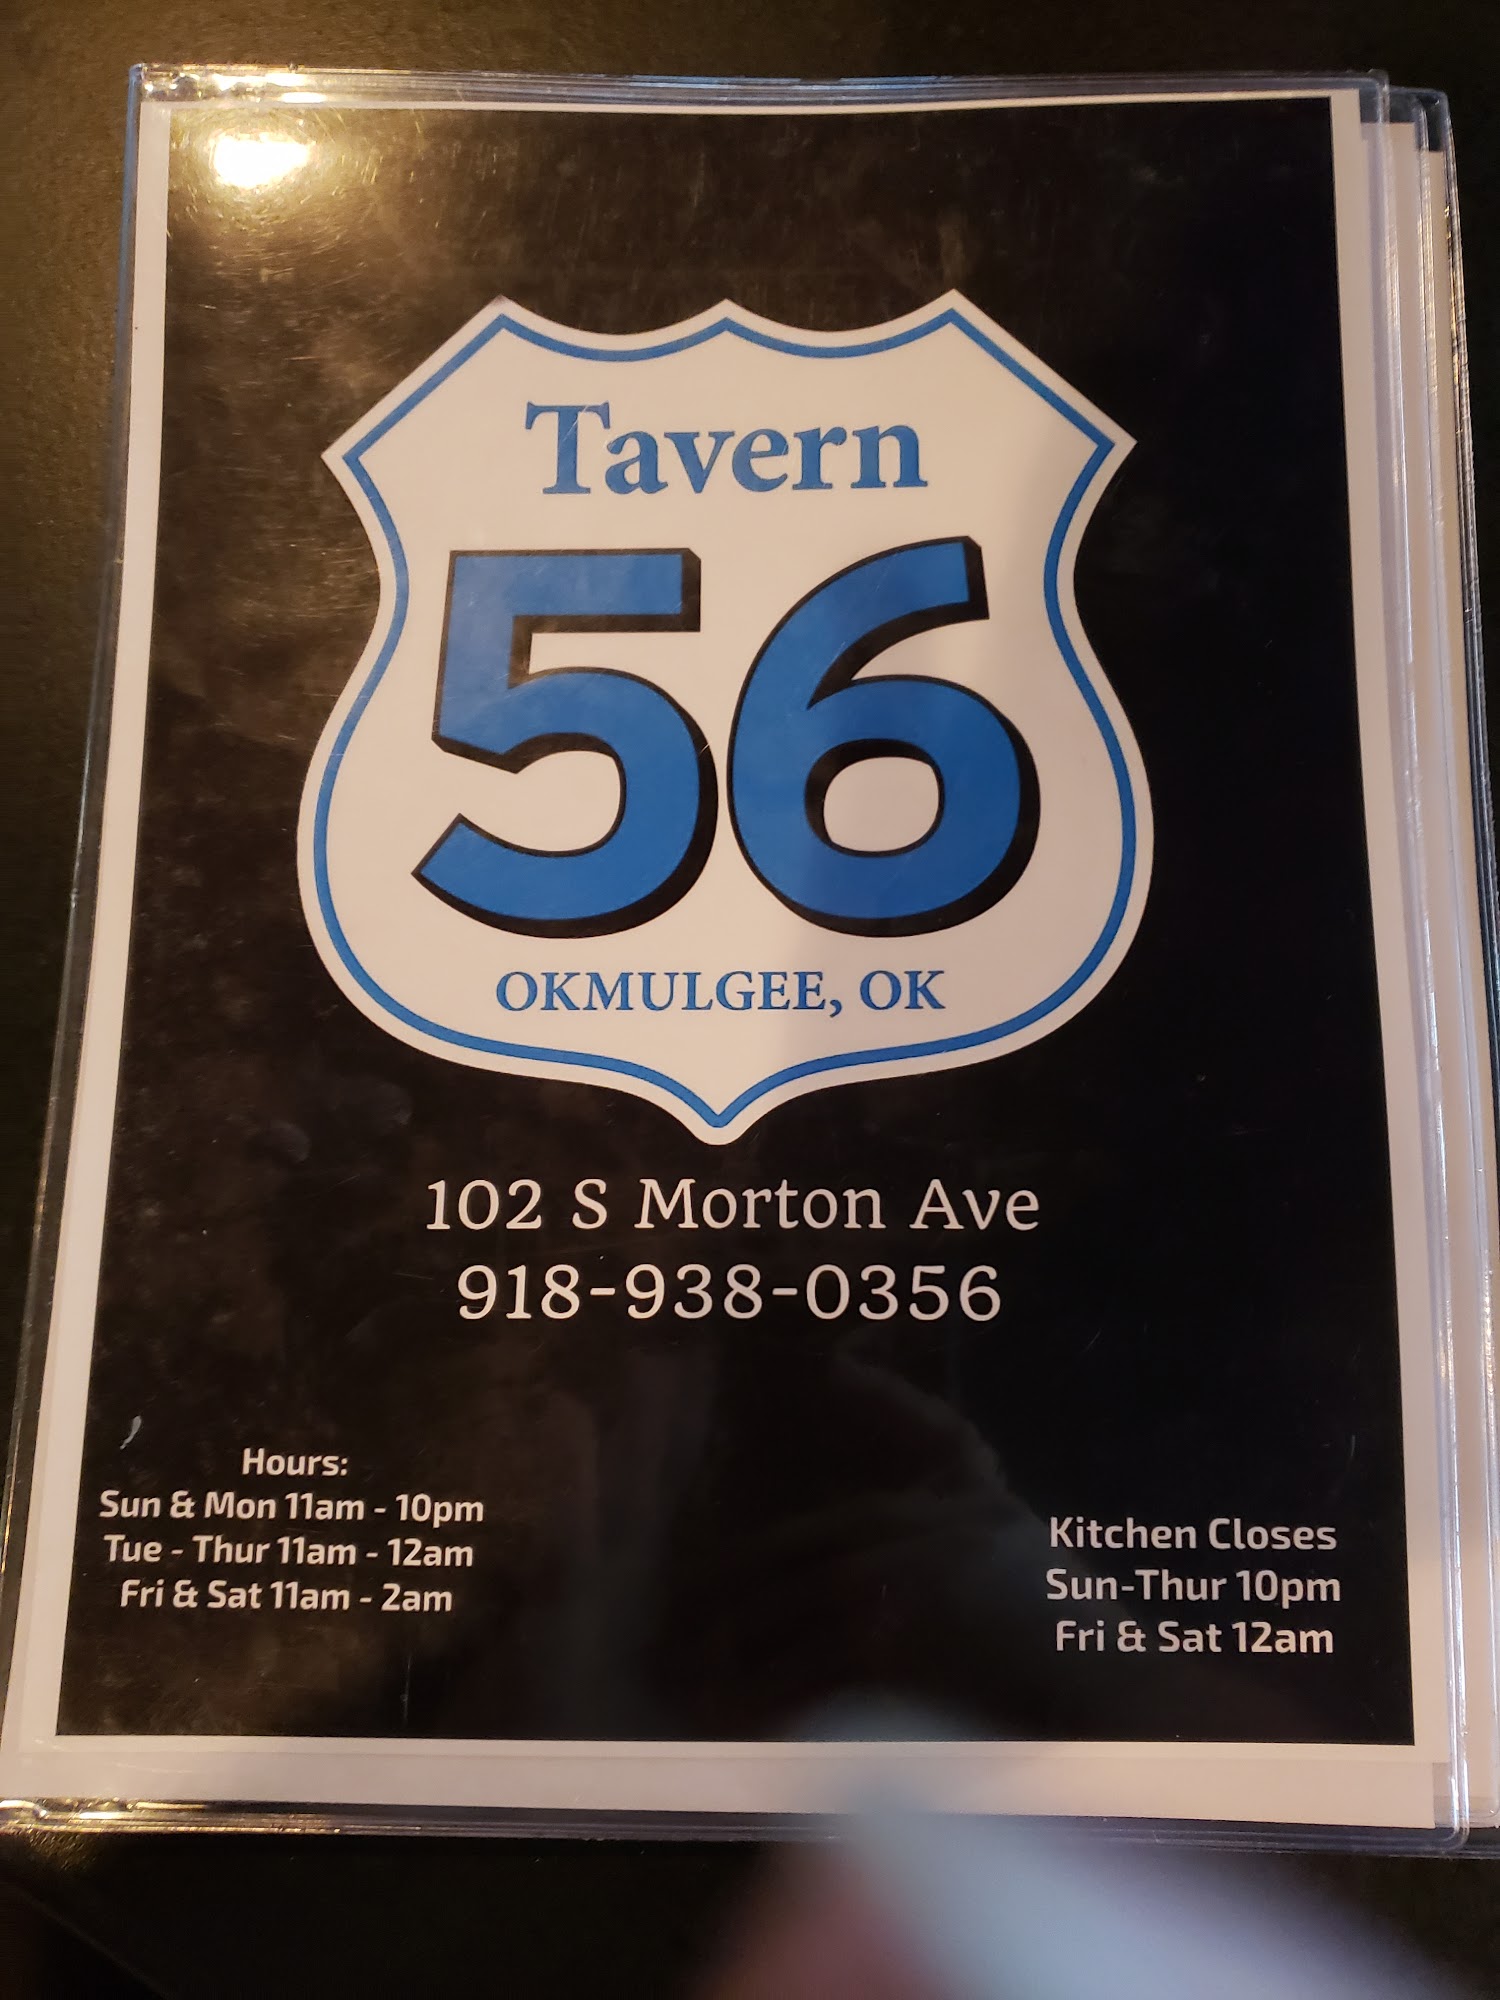 Tavern
56
OKMULGEE, OK
102 S Morton Ave
918-938-0356
Hours:
Sun & Mon 11am - 10pm
Tue - Thur 11am - 12am
Fri & Sat 11am - 2am
Kitchen Closes
Sun-Thur 10pm
Fri & Sat 12am